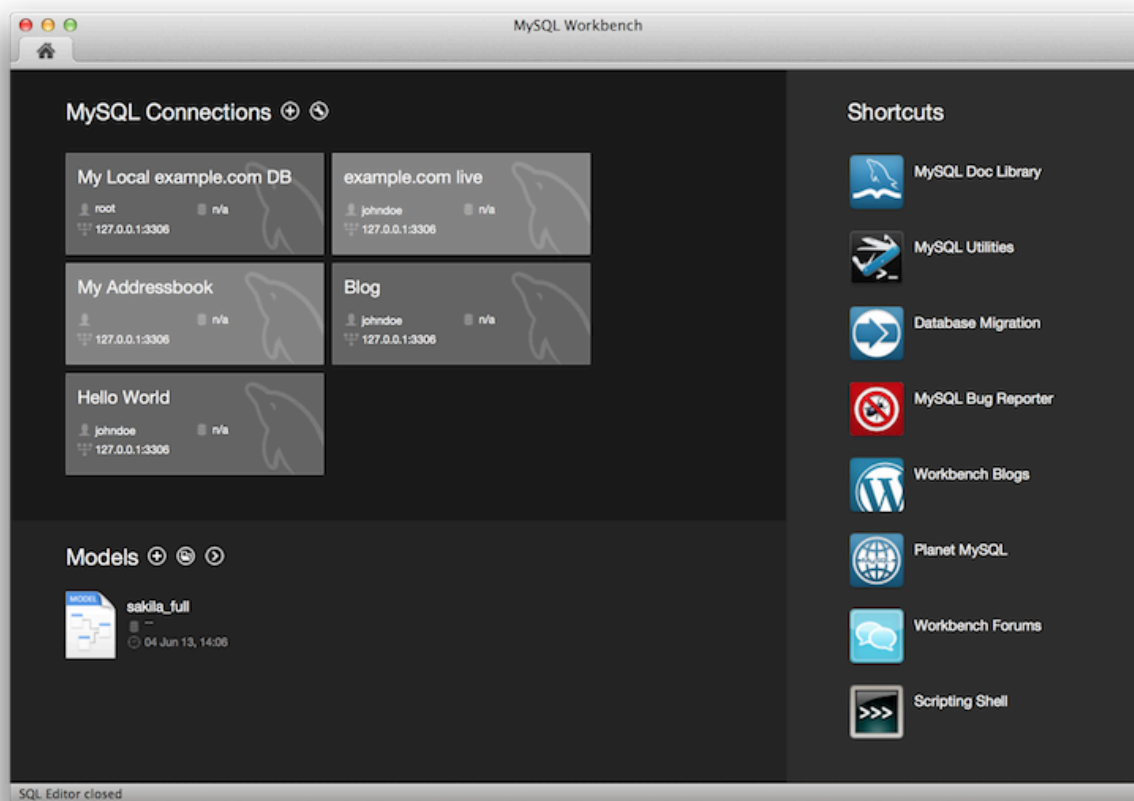 MySQL Workbench
MySQL Connections
My Local example.com DB
root n/a
127.0.0.1:3306
example.com live
johndoe n/a
127.0.0.1:3306
My Addressbook
n/a
127.0.0.1:3306
Blog
johndoe n/a
127.0.0.1:3306
Hello World
johndoe n/a
127.0.0.1:3306
Models
MODEL
sakila_full
--
04 Jun 13, 14:06
Shortcuts
MySQL Doc Library
MySQL Utilities
>_
Database Migration
MySQL Bug Reporter
Workbench Blogs
Planet MySQL
Workbench Forums
Scripting Shell
>>>
SQL Editor closed